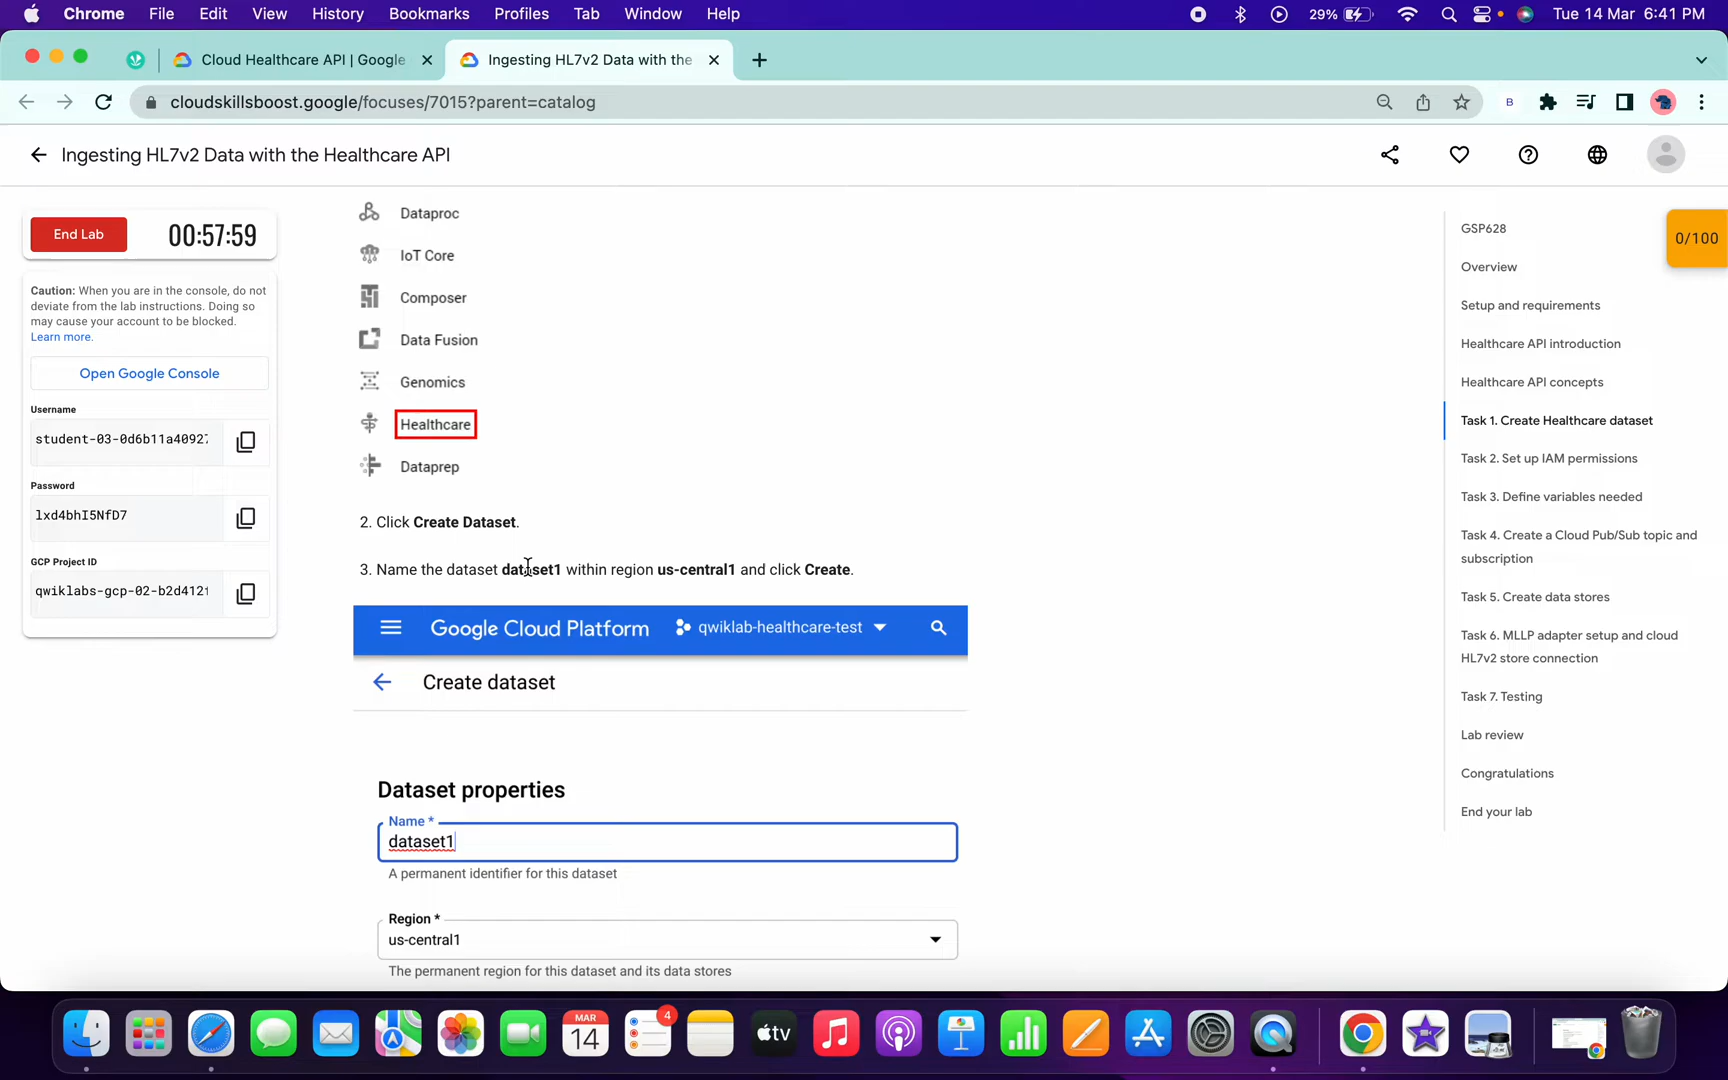 Chrome File Edit View History Bookmarks Profiles Tab Window Help 29% Tue 14 Mar 6:41 PM
Cloud Healthcare API | Google
Ingesting HL7v2 Data with the
cloudskillsboost.google/focuses/7015?parent=catalog
B
Ingesting HL7v2 Data with the Healthcare API
End Lab
00:57:59
Caution: When you are in the console, do not
deviate from the lab instructions. Doing so
may cause your account to be blocked.
Learn more.
Open Google Console
Username
student-03-0d6b11a40927
Password
lxd4bhI5NfD7
GCP Project ID
qwiklabs-gcp-02-b2d412
Dataproc
IoT Core
Composer
Data Fusion
Genomics
Healthcare
Dataprep
2. Click Create Dataset.
3. Name the dataset dataset1 within region us-central1 and click Create.
Google Cloud Platform qwiklab-healthcare-test
Create dataset
Dataset properties
Name *
dataset1
A permanent identifier for this dataset
Region *
us-central1
The permanent region for this dataset and its data stores
GSP628
Overview
Setup and requirements
Healthcare API introduction
Healthcare API concepts
Task 1. Create Healthcare dataset
Task 2. Set up IAM permissions
Task 3. Define variables needed
Task 4. Create a Cloud Pub/Sub topic and
subscription
Task 5. Create data stores
Task 6. MLLP adapter setup and cloud
HL7v2 store connection
Task 7. Testing
Lab review
Congratulations
End your lab
0/100
MAR
14
4
tv